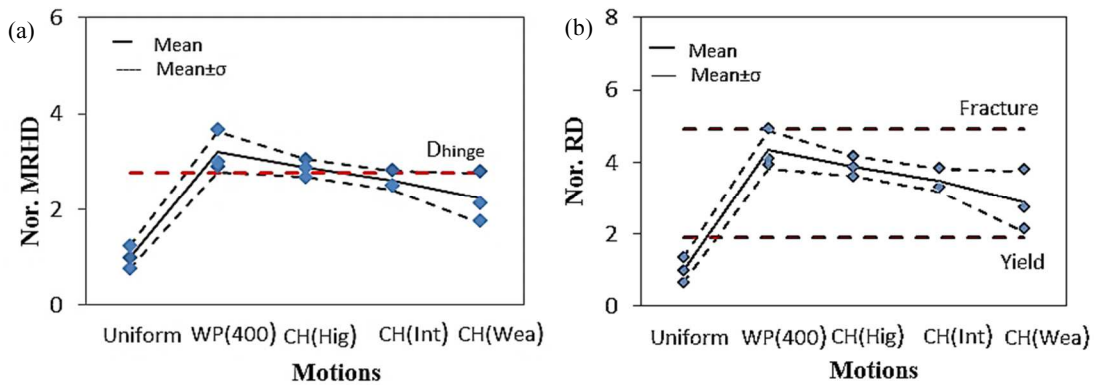 (a)
6
4
2
0
Nor. MRHD
Mean
Mean±σ
Dhinge
Uniform WP(400) CH(Hig) CH(Int) CH(Wea)
Motions
(b)
8
6
4
2
0
Nor. RD
Mean
Mean±σ
Fracture
Yield
Uniform WP(400) CH(Hig) CH(Int) CH(Wea)
Motions